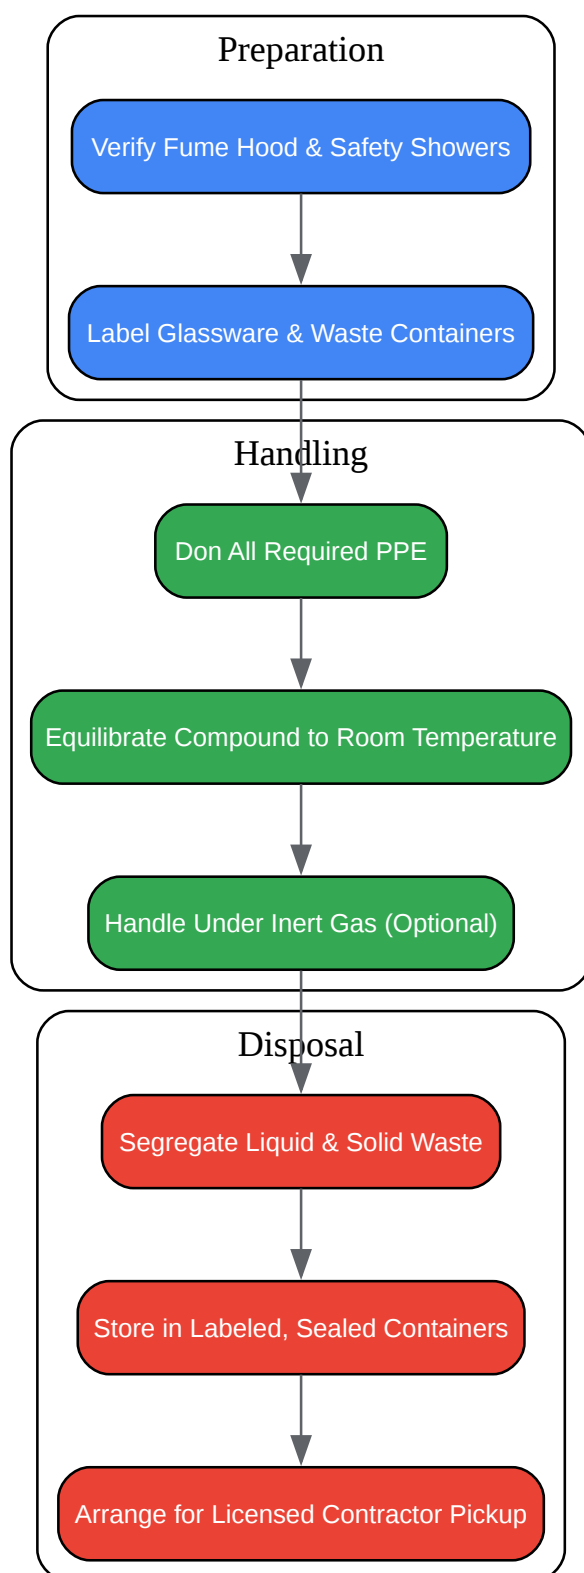 Preparation
Verify Fume Hood & Safety Showers
Label Glassware & Waste Containers
Handling
Don All Required PPE
Equilibrate Compound to Room Temperature
Handle Under Inert Gas (Optional)
Disposal
Segregate Liquid & Solid Waste
Store in Labeled, Sealed Containers
Arrange for Licensed Contractor Pickup